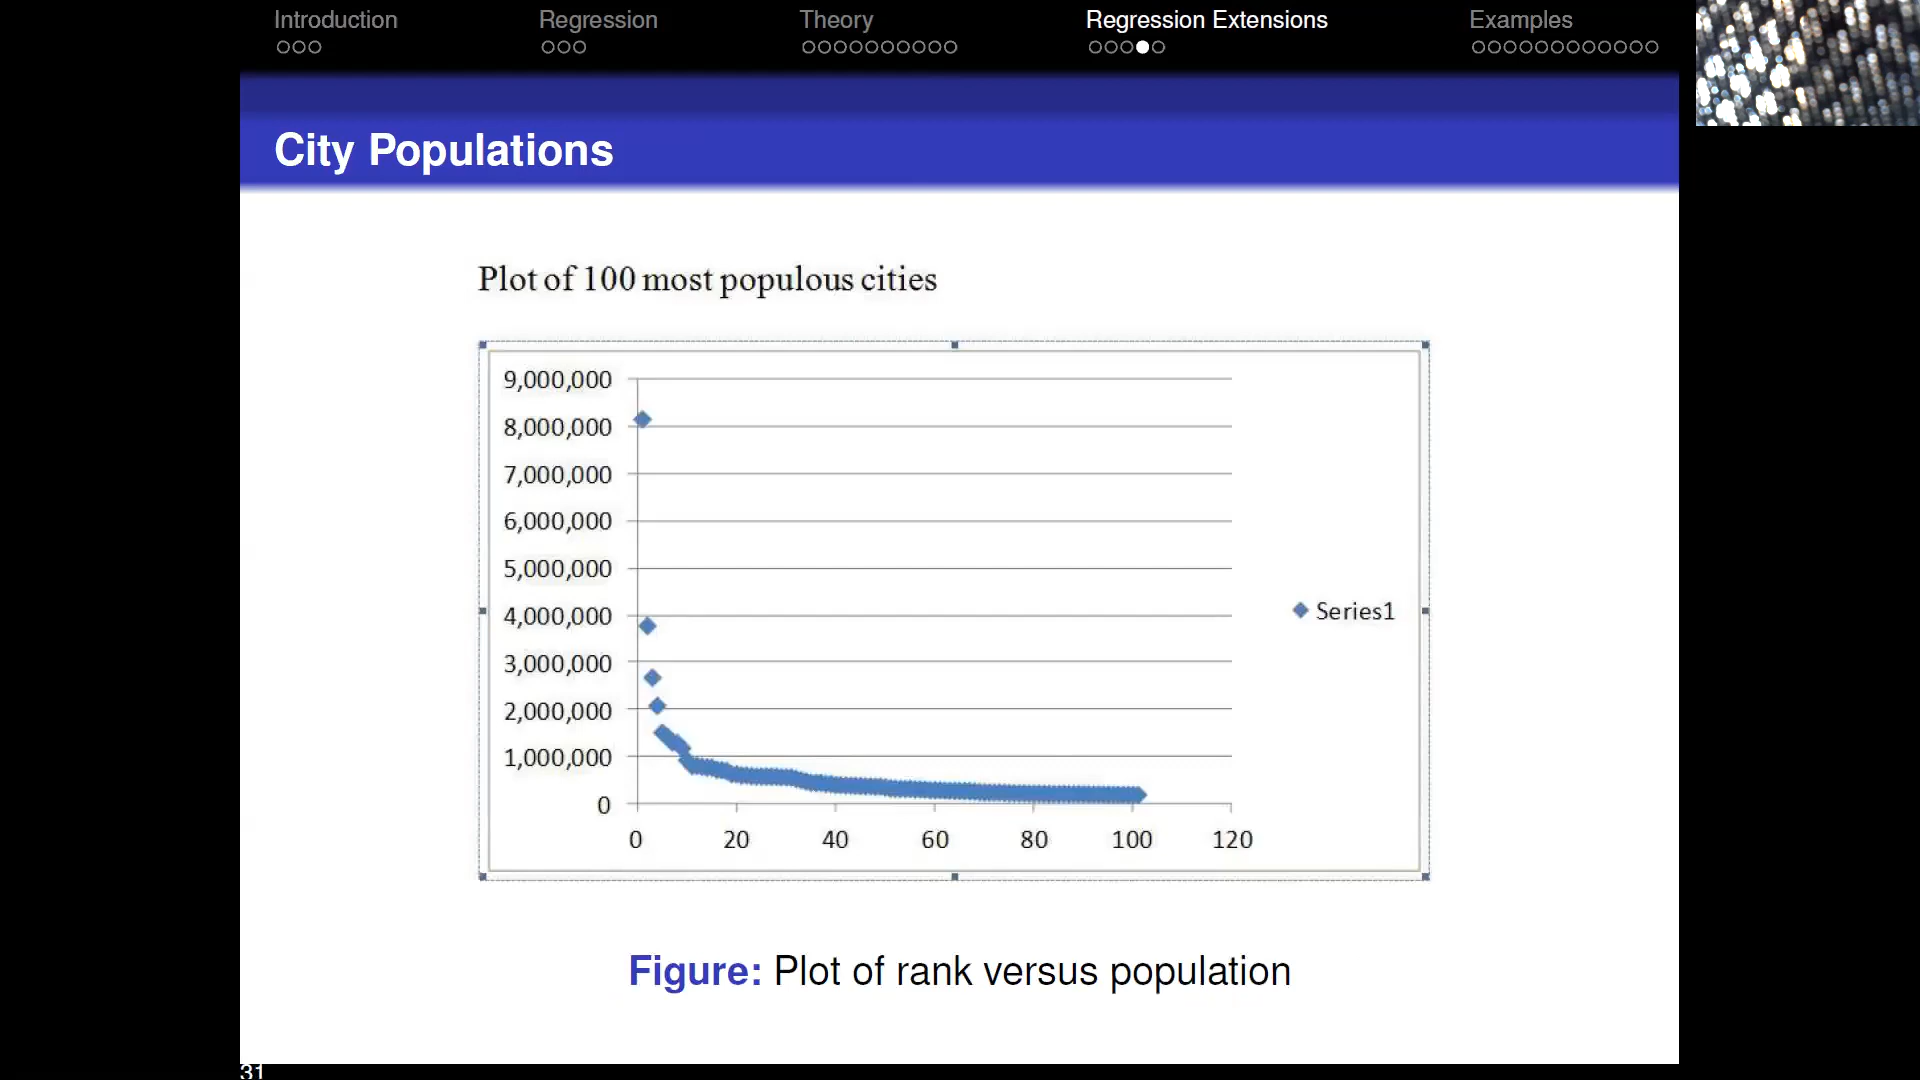 Introduction Regression Theory Regression Extensions Examples
City Populations
Plot of 100 most populous cities
9,000,000
8,000,000
7,000,000
6,000,000
5,000,000
4,000,000
3,000,000
2,000,000
1,000,000
0
Series1
0 20 40 60 80 100 120
Figure: Plot of rank versus population
31